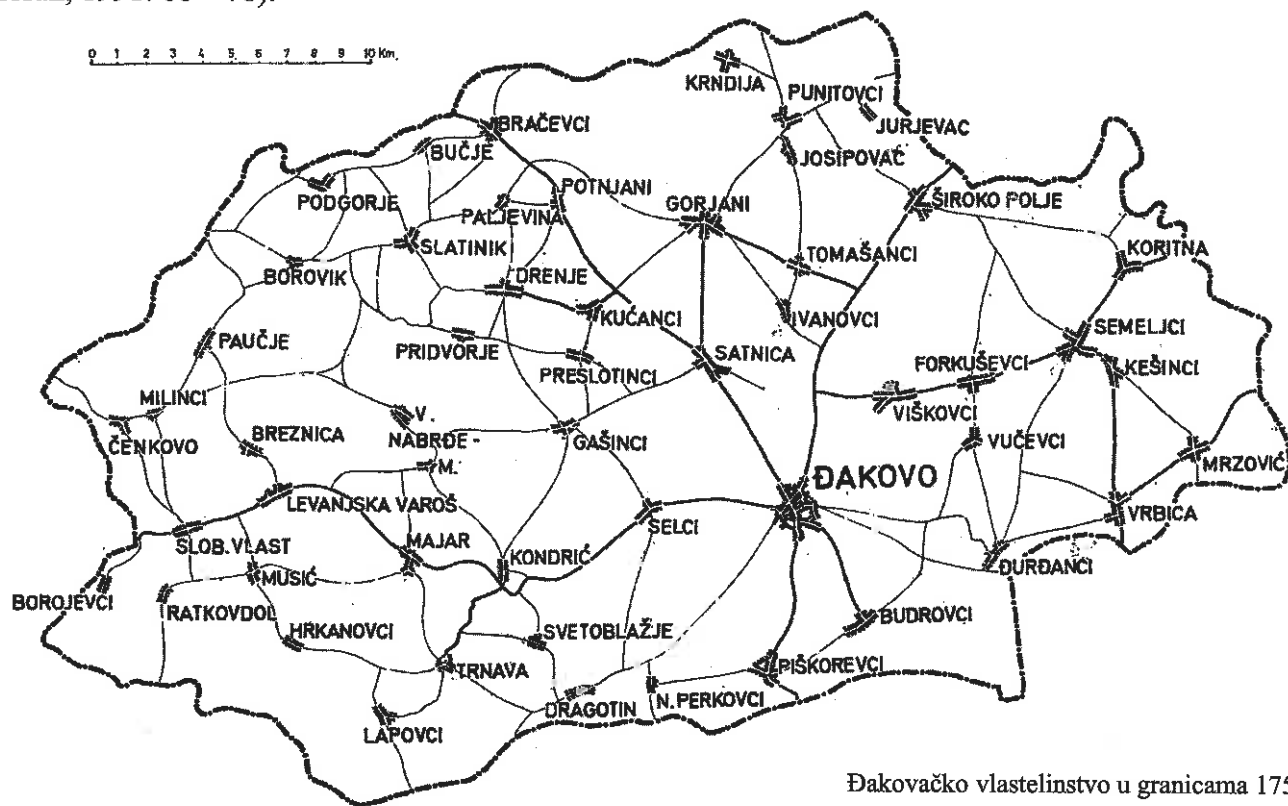 0 1 2 3 4 5 6 7 8 9 10 Km.
KRNDIJA
PUNITOVCI
JURJEVAC
BRAČEVCI
BUČJE
JOSIPOVAC
PODGORJE
POTNJANI
PALJEVINA
GORJANI
ŠIROKO POLJE
SLATINIK
BOROVIK
DRENJE
TOMAŠANCI
KORITNA
KUĆANCI
IVANOVCI
PAUČJE
PRIDVORJE
SATNICA
SEMELJCI
PRESLOTINCI
FORKUŠEVCI
KEŠINCI
MILINCI
VIŠKOVCI
ČENKOVO
BREZNICA
V.
NABRĐE -
M.
GAŠINCI
VUČEVCI
MRZOVIĆ
ĐAKOVO
LEVANJSKA VAROŠ
SELCI
VRBICA
SLOB. VLAST
MAJAR
KONDRIĆ
ĐURĐANCI
BOROJEVCI
MUSIĆ
RATKOVDOL
BUDROVCI
HRKANOVCI
SVETOBLAŽJE
TRNAVA
PIŠKOREVCI
DRAGOTIN
N. PERKOVCI
LAPOVCI
Đakovačko vlastelinstvo u granicama 175